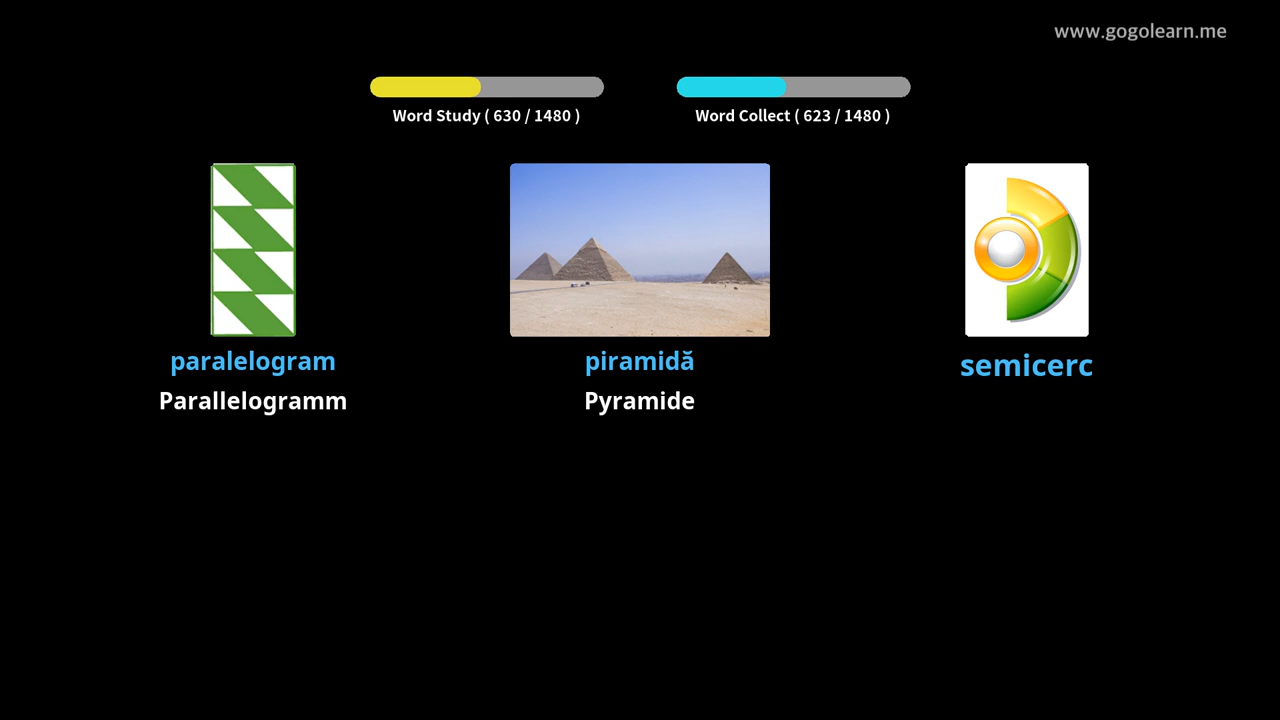 www.gogolearn.me
Word Study ( 630 / 1480 )
Word Collect ( 623 / 1480 )
paralelogram
Parallelogramm
piramidă
Pyramide
semicerc